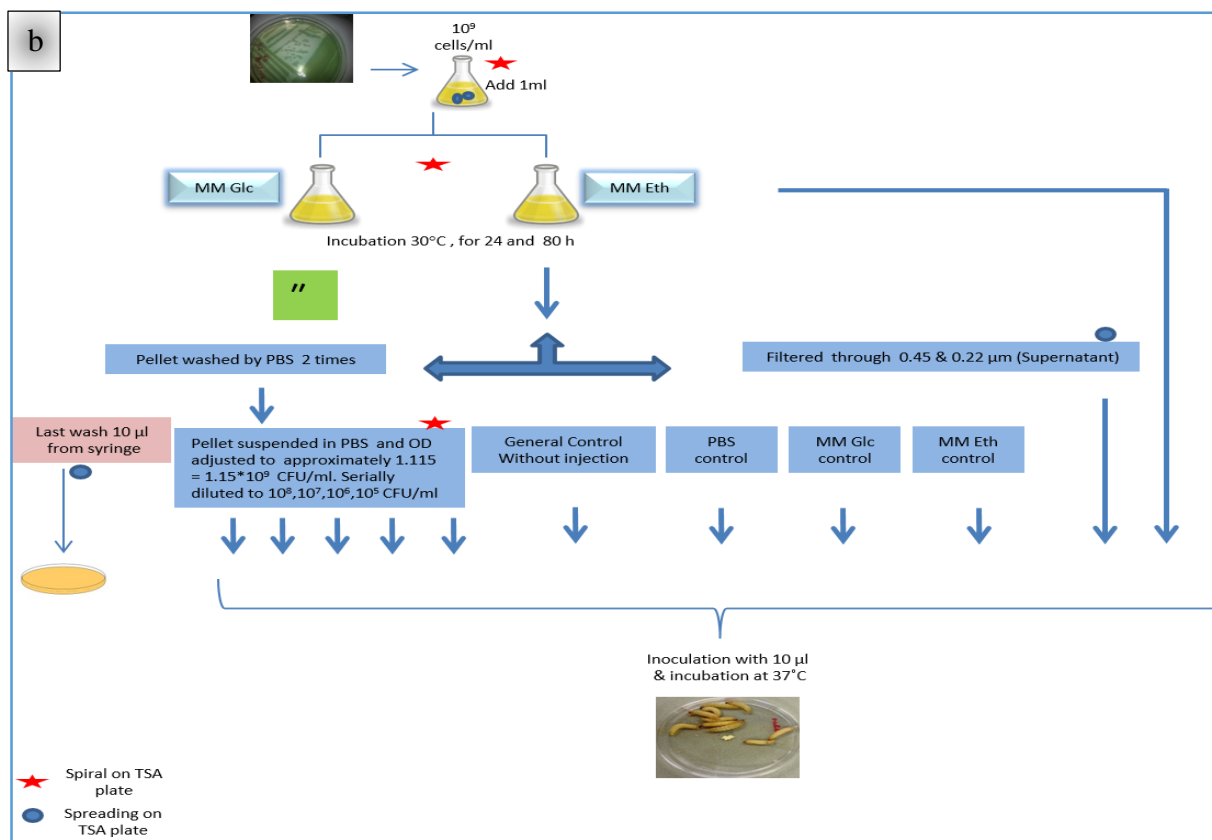 b
10⁹
cells/ml
Add 1ml
MM Glc
MM Eth
Incubation 30°C , for 24 and 80 h
"
Pellet washed by PBS 2 times
Filtered through 0.45 & 0.22 µm (Supernatant)
Last wash 10 µl
from syringe
Pellet suspended in PBS and OD
adjusted to approximately 1.115
= 1.15*10⁹ CFU/ml. Serially
diluted to 10⁸,10⁷,10⁶,10⁵ CFU/ml
General Control
Without injection
PBS
control
MM Glc
control
MM Eth
control
Inoculation with 10 µl
& incubation at 37°C
Spiral on TSA
plate
Spreading on
TSA plate